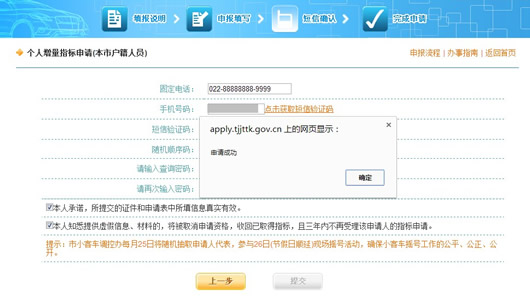 填报说明 申报填写 短信确认 完成申请
个人增量指标申请(本市户籍人员) 申报流程 | 办事指南 | 返回首页
固定电话: 022-88888888-9999
手机号码: 点击获取短信验证码
短信验证码:
随机顺序码:
请输入查询密码:
请再次输入密码:
apply.tjjttk.gov.cn 上的网页显示:
申请成功
确定
本人承诺，所提交的证件和申请表中所填信息真实有效。
本人知悉提供虚假信息、材料的，将被取消申请资格，收回已取得指标，且三年内不再受理该申请人的指标申请。
提示: 市小客车调控办每月25日将随机抽取申请人代表，参与26日(节假日顺延)现场摇号活动，确保小客车摇号工作的公平、公正、公
开。
上一步 提交